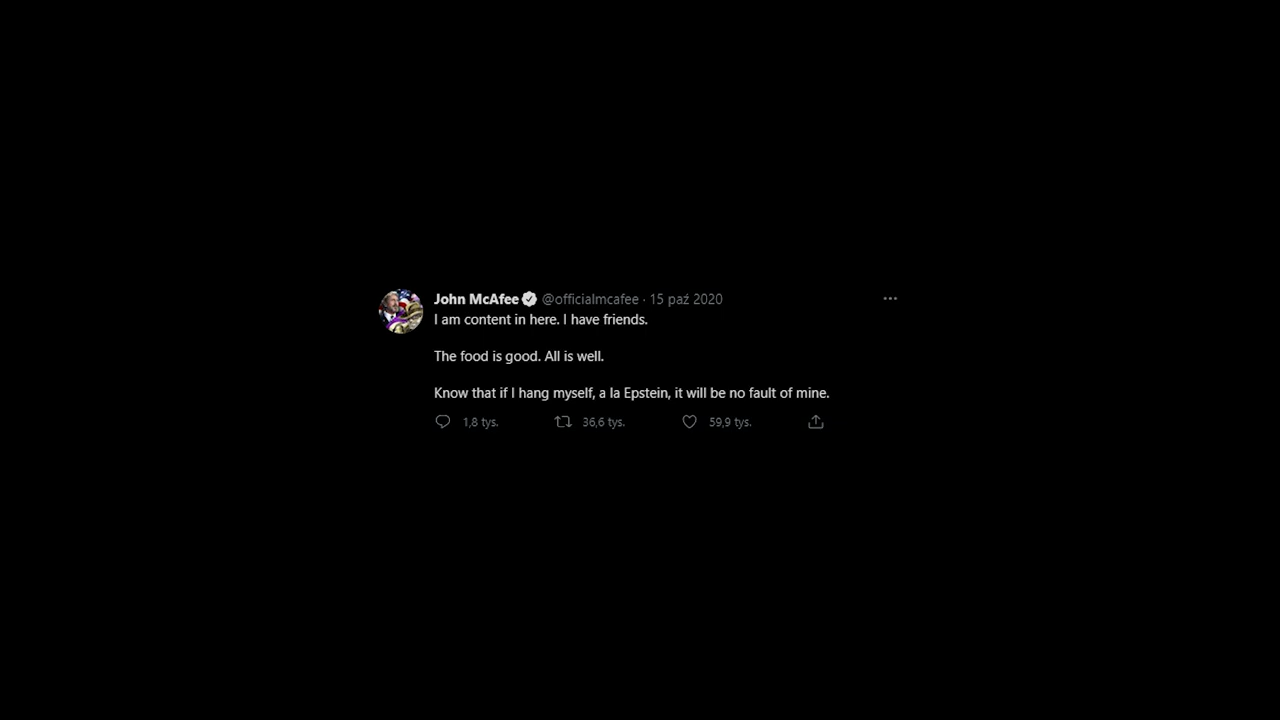 John McAfee @officialmcafee · 15 paź 2020
I am content in here. I have friends.
The food is good. All is well.
Know that if I hang myself, a la Epstein, it will be no fault of mine.
1,8 tys. 36,6 tys. 59,9 tys.